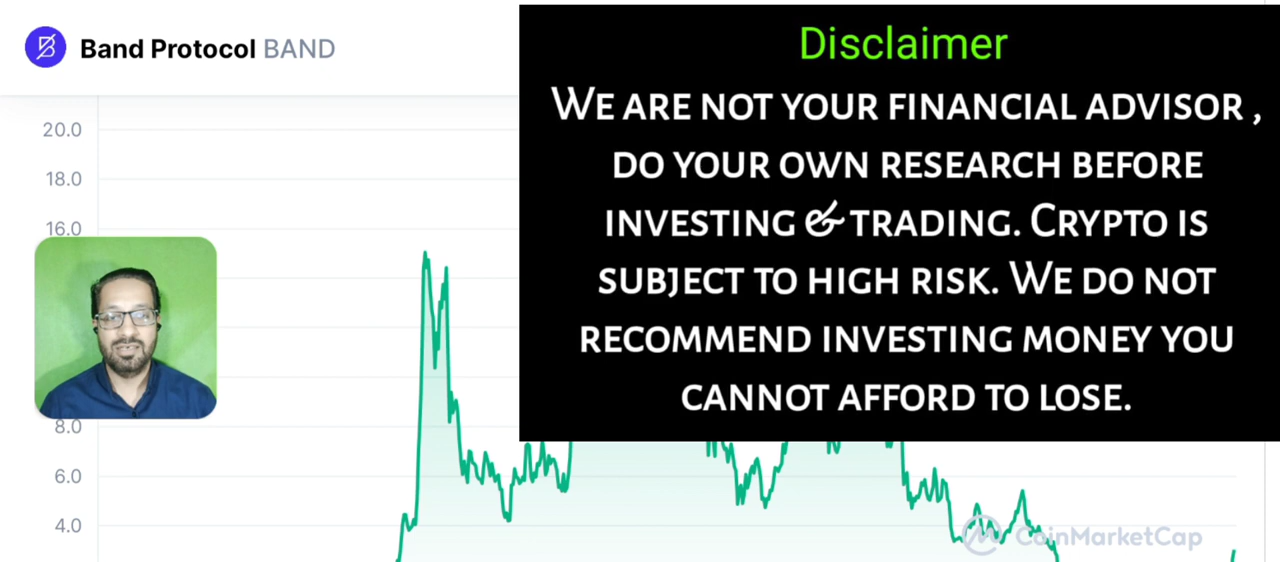 Band Protocol BAND
Disclaimer
WE ARE NOT YOUR FINANCIAL ADVISOR ,
DO YOUR OWN RESEARCH BEFORE
INVESTING & TRADING. CRYPTO IS
SUBJECT TO HIGH RISK. WE DO NOT
RECOMMEND INVESTING MONEY YOU
CANNOT AFFORD TO LOSE.
20.0
18.0
16.0
8.0
6.0
4.0
CoinMarketCap